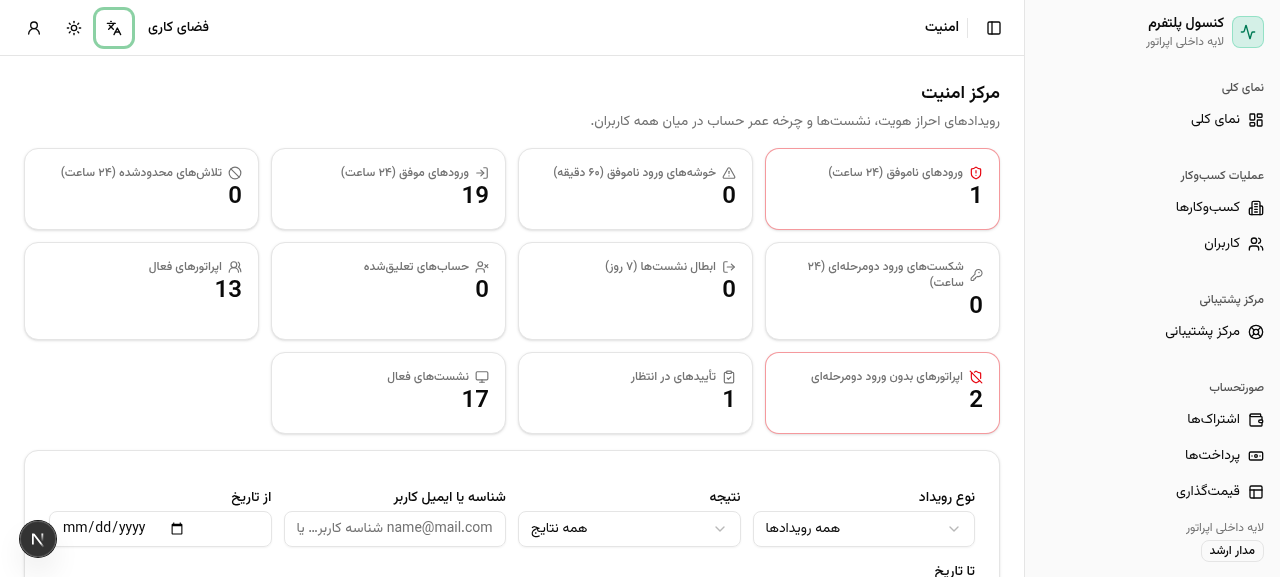 کنسول پلتفرم
لایه داخلی اپراتور
نمای کلی
نمای کلی
عملیات کسب‌وکار
کسب‌وکارها
کاربران
مرکز پشتیبانی
مرکز پشتیبانی
صورتحساب
اشتراک‌ها
پرداخت‌ها
قیمت‌گذاری
لایه داخلی اپراتور
مدار ارشد
امنیت
فضای کاری
مرکز امنیت
رویدادهای احراز هویت، نشست‌ها و چرخه عمر حساب در میان همه کاربران.
ورودهای ناموفق (۲۴ ساعت)
1
خوشه‌های ورود ناموفق (۶۰ دقیقه)
0
ورودهای موفق (۲۴ ساعت)
19
تلاش‌های محدودشده (۲۴ ساعت)
0
شکست‌های ورود دومرحله‌ای (۲۴
ساعت)
0
ابطال نشست‌ها (۷ روز)
0
حساب‌های تعلیق‌شده
0
اپراتورهای فعال
13
اپراتورهای بدون ورود دومرحله‌ای
2
تأییدهای در انتظار
1
نشست‌های فعال
17
نوع رویداد
همه رویدادها
نتیجه
همه نتایج
شناسه یا ایمیل کاربر
name@mail.com شناسه کاربر... یا
از تاریخ
mm/dd/yyyy
تا تاریخ
N